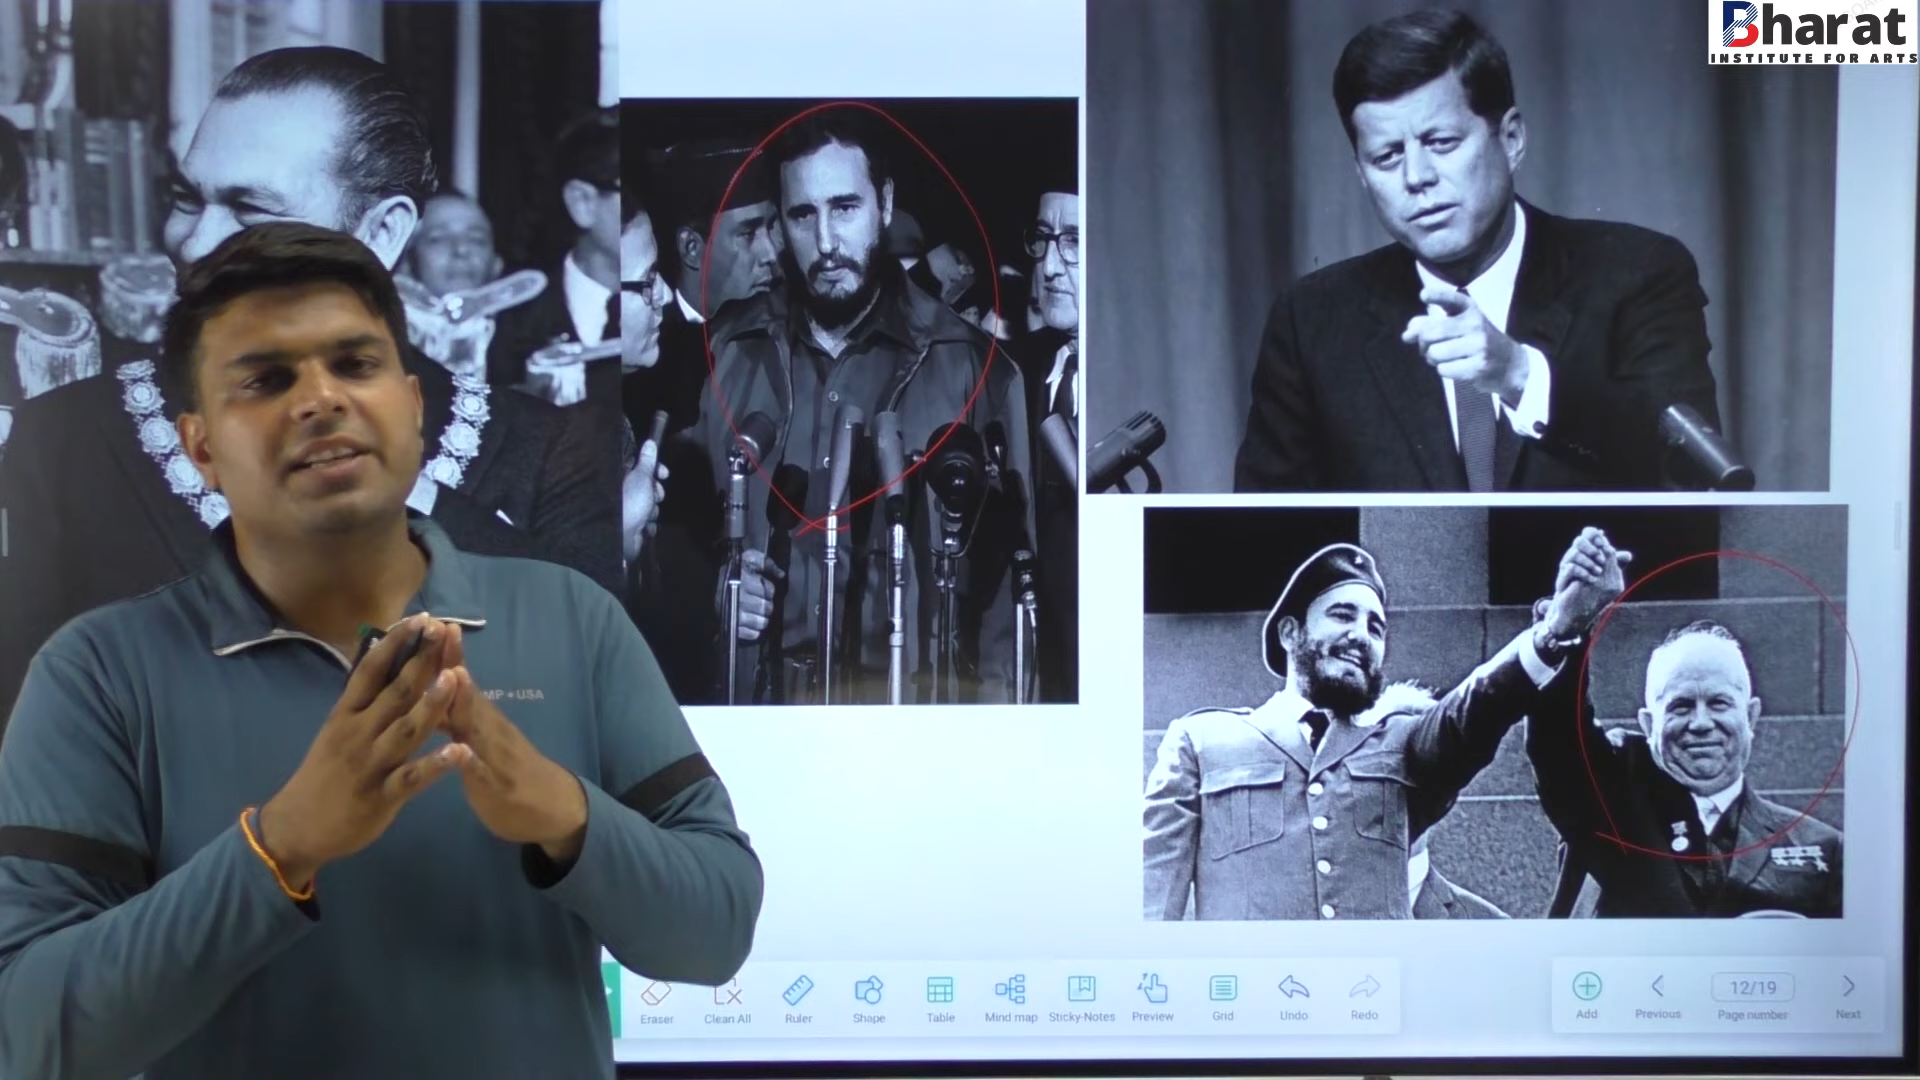 Bharat
INSTITUTE FOR ARTS
MP★USA
Eraser
Clean All
Ruler
Shape
Table
Mind map
Sticky-Notes
Preview
Grid
Undo
Redo
Add
Previous
12/19
Page number
Next